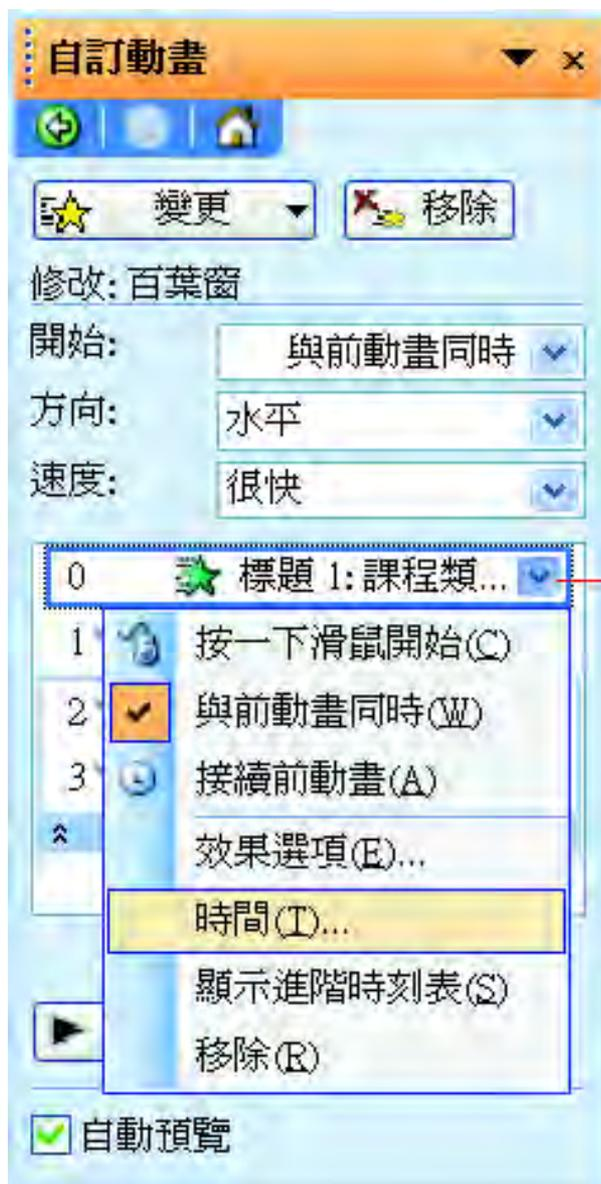 自訂動畫
變更
移除
修改: 百葉窗
開始: 與前動畫同時
方向: 水平
速度: 很快
0 標題 1: 課程類...
1 按一下滑鼠開始(C)
2 與前動畫同時(W)
3 接續前動畫(A)
效果選項(E)...
時間(T)...
顯示進階時刻表(S)
移除(R)
自動預覽